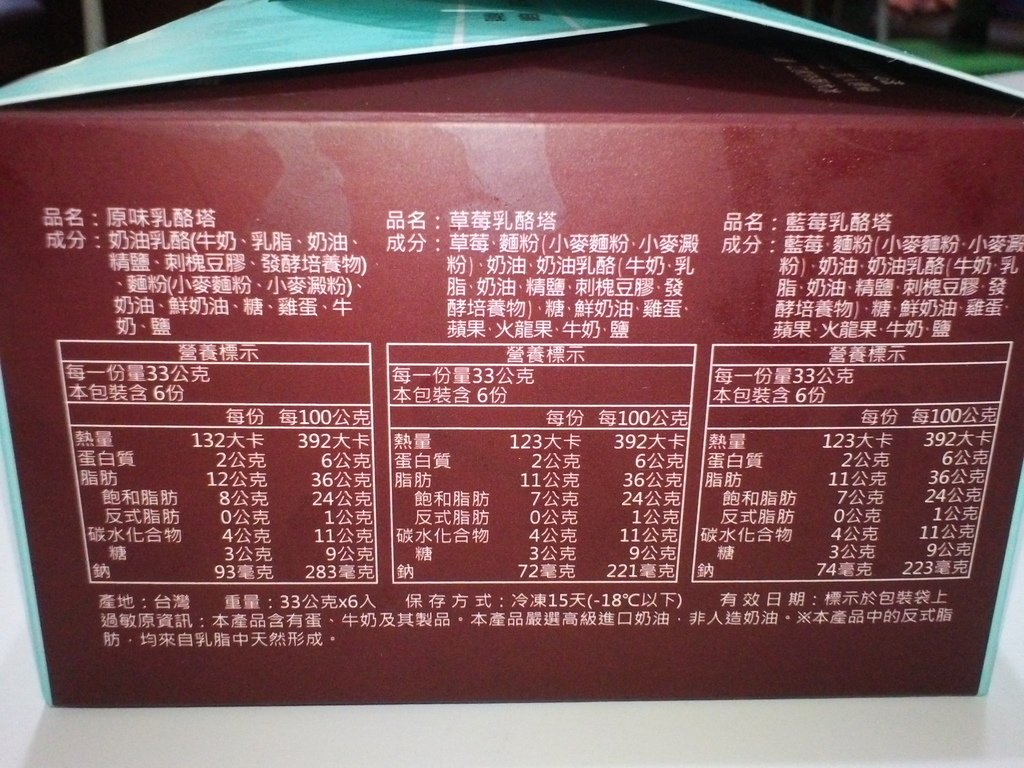 品名：原味乳酪塔
成分：奶油乳酪(牛奶、乳脂、奶油、
精鹽、刺槐豆膠、發酵培養物)
、麵粉(小麥麵粉、小麥澱粉)、
奶油、鮮奶油、糖、雞蛋、牛
奶、鹽
營養標示
每一份量33公克
本包裝含 6份
每份 每100公克
熱量 132大卡 392大卡
蛋白質 2公克 6公克
脂肪 12公克 36公克
飽和脂肪 8公克 24公克
反式脂肪 0公克 1公克
碳水化合物 4公克 11公克
糖 3公克 9公克
鈉 93毫克 283毫克
品名：草莓乳酪塔
成分：草莓、麵粉(小麥麵粉、小麥澱
粉)、奶油、奶油乳酪(牛奶、乳
脂、奶油、精鹽、刺槐豆膠、發
酵培養物)、糖、鮮奶油、雞蛋、
蘋果、火龍果、牛奶、鹽
營養標示
每一份量33公克
本包裝含 6份
每份 每100公克
熱量 123大卡 392大卡
蛋白質 2公克 6公克
脂肪 11公克 36公克
飽和脂肪 7公克 24公克
反式脂肪 0公克 1公克
碳水化合物 4公克 11公克
糖 3公克 9公克
鈉 72毫克 221毫克
品名：藍莓乳酪塔
成分：藍莓、麵粉(小麥麵粉、小麥澱
粉)、奶油、奶油乳酪(牛奶、乳
脂、奶油、精鹽、刺槐豆膠、發
酵培養物)、糖、鮮奶油、雞蛋、
蘋果、火龍果、牛奶、鹽
營養標示
每一份量33公克
本包裝含 6份
每份 每100公克
熱量 123大卡 392大卡
蛋白質 2公克 6公克
脂肪 11公克 36公克
飽和脂肪 7公克 24公克
反式脂肪 0公克 1公克
碳水化合物 4公克 11公克
糖 3公克 9公克
鈉 74毫克 223毫克
產地：台灣 重量：33公克x6入 保存方式：冷凍15天(-18℃以下) 有效日期：標示於包裝袋上
過敏原資訊：本產品含有蛋、牛奶及其製品。本產品嚴選高級進口奶油，非人造奶油。※本產品中的反式脂
肪，均來自乳脂中天然形成。